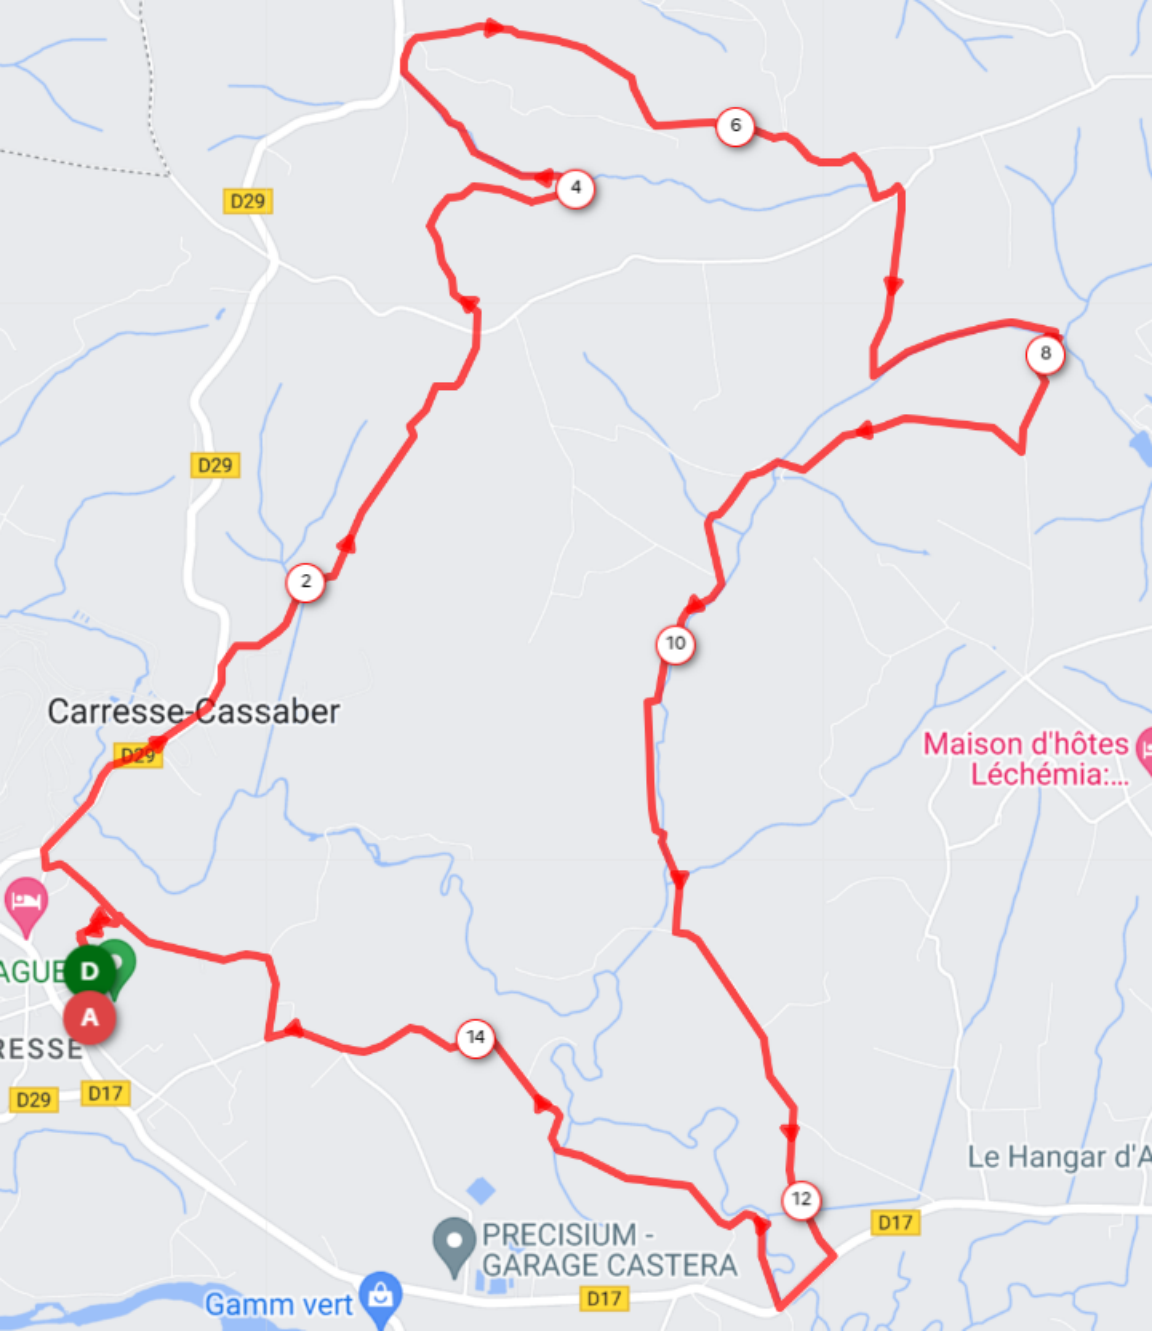 6
4
D29
8
D29
2
10
Carresse-Cassaber
D29
Maison d'hôtes
Léchémia:...
AGUE
D
A
14
RESSE
D29
D17
Le Hangar d'A
12
D17
PRECISIUM -
GARAGE CASTERA
D17
Gamm vert